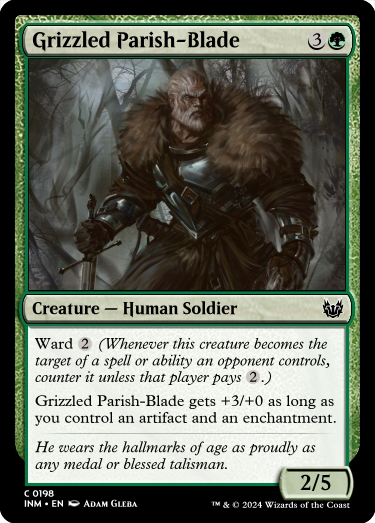 Grizzled Parish-Blade 3
Creature — Human Soldier
Ward 2 (Whenever this creature becomes the
target of a spell or ability an opponent controls,
counter it unless that player pays 2.)
Grizzled Parish-Blade gets +3/+0 as long as
you control an artifact and an enchantment.
He wears the hallmarks of age as proudly as
any medal or blessed talisman.
2/5
C 0198
INM • EN Adam Gleba
™ & © 2024 Wizards of the Coast